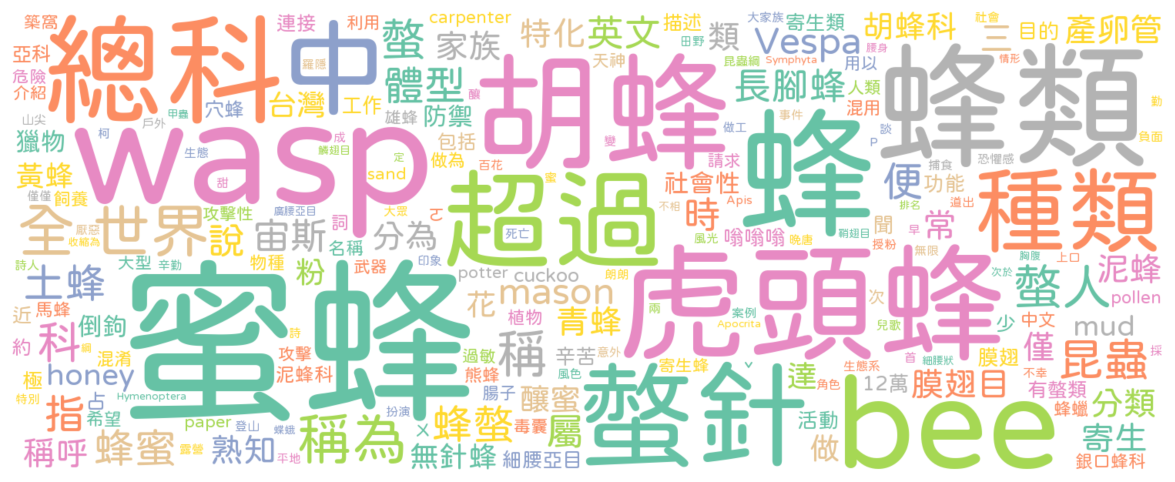 築窩 連接 利用 carpenter 描述 大家族 寄生類 胡蜂科 社會 目的 產卵管
亞科 總科 中 螫 家族 特化 英文 類 田野 Vespa 腰身 三
危險 羅隱 天神 昆蟲綱 Symphyta 情形
介紹 體型 用以 人類 蜂類
山尖 甲蟲 穴蜂 台灣 工作 雄蜂 防禦 釀 胡蜂 長腳蜂 混用 勤
獵物 柯 戶外 成 包括 變 做工 事件 談 P 負面
wasp 生態 鱗翅目 定 做為 百花 請求 蜂 捕食 恐懼感
黃蜂 僅僅 飼養 甜 sand 蜜 社會性 Apis 便 功能 種類
全世界 攻擊性 廣腰亞目 大眾 超過 不相 時 鞘翅目 排名 道出
厭惡 收縮為 說 宙斯 詞 ㄣ 分為 死亡 風光 晚唐 聞 常 早
詩人 大型 辛勤 名稱 印象 嗡嗡嗡 朗朗 授粉 無限 胸腹 上口
土蜂 物種 粉 武器 potter cuckoo 虎頭蜂 次於 螫人 泥蜂
近 馬蜂 蜜蜂 花 mason 兩 案例 次 pollen
約 科 倒鉤 詩 植物 青蜂 Apocrita 兒歌 少 中文 mud
鋼 混淆 攻擊 過敏 稱 辛苦 意外 寄生蜂 首 僅 採
極 honey 泥蜂科 熊蜂 風色 細腰狀 生態系 膜翅 昆蟲
特別 占 Hymenoptera 腸子 釀蜜 螫針 ˇ 達 角色 12萬 膜翅目 不幸 有螫類
指 希望 paper 登山 扮演 毒囊 屬 活動 bee 蜂蠟 分類
稱呼 蜂蜜 露營 蝶蛾 稱為 ㄨ 蜂螫 做 寄生
熟知 平地 無針蜂 細腰亞目 銀口蜂科